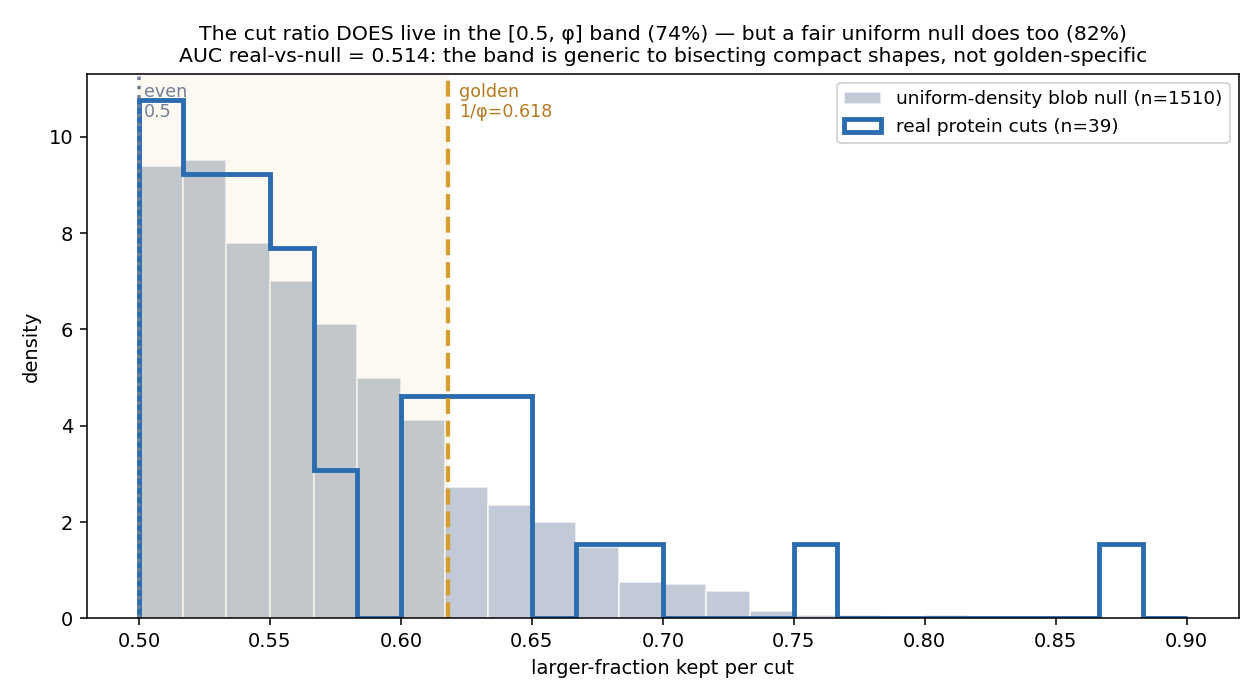 The cut ratio DOES live in the [0.5, φ] band (74%) — but a fair uniform null does too (82%)
AUC real-vs-null = 0.514: the band is generic to bisecting compact shapes, not golden-specific
even
0.5
golden
1/φ=0.618
uniform-density blob null (n=1510)
real protein cuts (n=39)
density
10
8
6
4
2
0
0.50
0.55
0.60
0.65
0.70
0.75
0.80
0.85
0.90
larger-fraction kept per cut